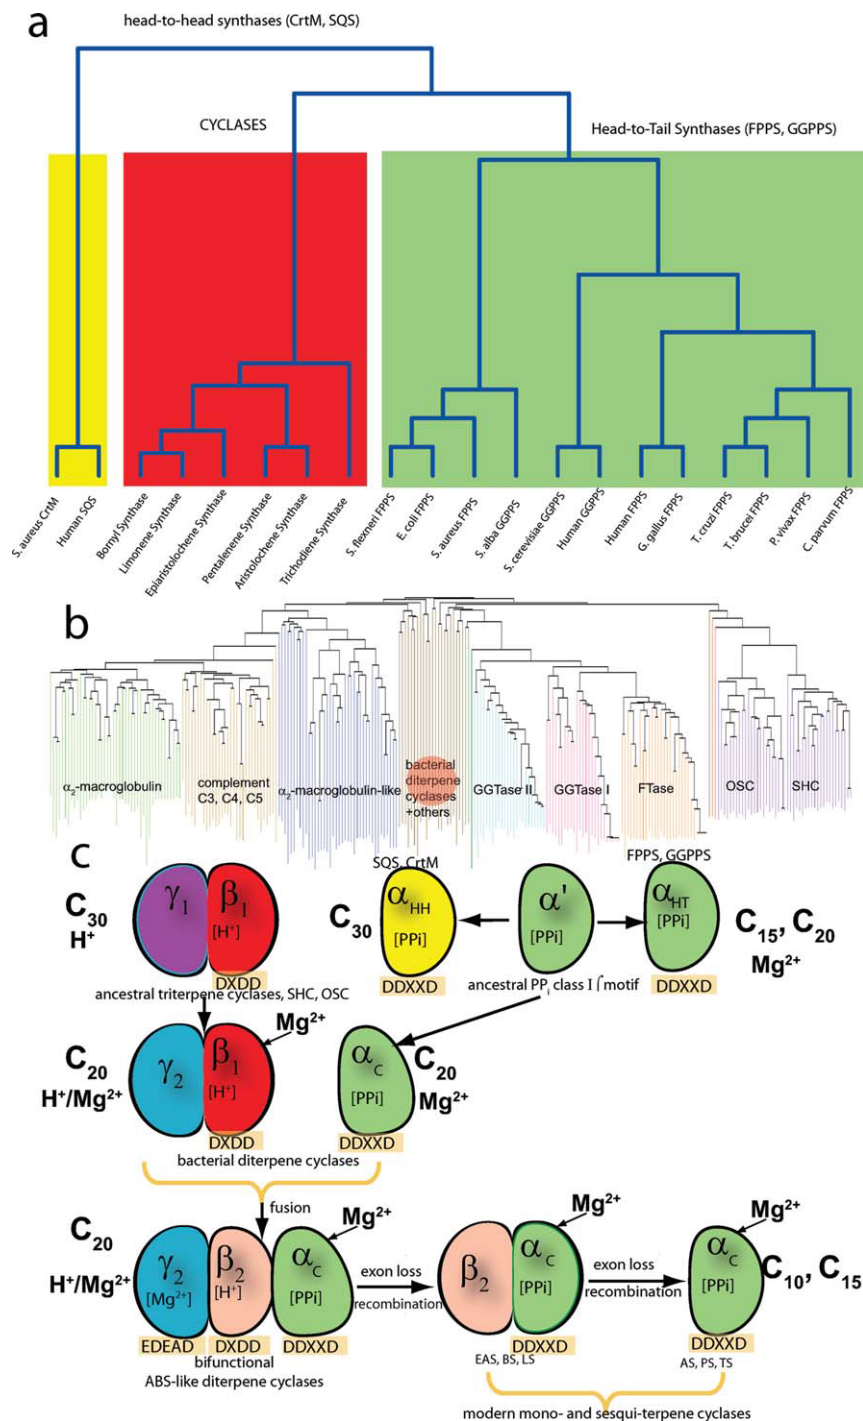 a
head-to-head synthases (CrtM, SQS)
CYCLASES
Head-to-Tail Synthases (FPPS, GGPPS)
S. aureus CrtM
Human SQS
Bornyl Synthase
Limonene Synthase
Epiaristolochene Synthase
Pentalenene Synthase
Aristolochene Synthase
Trichodiene Synthase
S. flexneri FPPS
E.coli FPPS
S. aureus FPPS
S. alba GGPPS
S. cerevisiae GGPPS
Human GGPPS
Human FPPS
G. gallus FPPS
T. cruzi FPPS
T. brucei FPPS
P. vivax FPPS
C. parvum FPPS
b
α₂-macroglobulin
complement
C3, C4, C5
α₂-macroglobulin-like
bacterial
diterpene
cyclases
+others
GGTase II
GGTase I
FTase
OSC
SHC
c
SQS, CrtM
FPPS, GGPPS
C₃₀
H⁺
γ₁
β₁
[H⁺]
DXDD
C₃₀
α_HH
[PPi]
DDXXD
α'
[PPi]
α_HT
[PPi]
DDXXD
C₁₅, C₂₀
Mg²⁺
ancestral triterpene cyclases, SHC, OSC
ancestral PPᵢ class I motif
C₂₀
H⁺/Mg²⁺
γ₂
β₁
[H⁺]
DXDD
Mg²⁺
α_C
[PPi]
DDXXD
C₂₀
Mg²⁺
bacterial diterpene cyclases
fusion
C₂₀
H⁺/Mg²⁺
γ₂
[Mg²⁺]
EDEAD
β₂
[H⁺]
DXDD
α_C
[PPi]
DDXXD
Mg²⁺
bifunctional
ABS-like diterpene cyclases
exon loss
recombination
β₂
α_C
[PPi]
DDXXD
Mg²⁺
EAS, BS, LS
exon loss
recombination
Mg²⁺
α_C
[PPi]
DDXXD
C₁₀, C₁₅
AS, PS, TS
modern mono- and sesqui-terpene cyclases